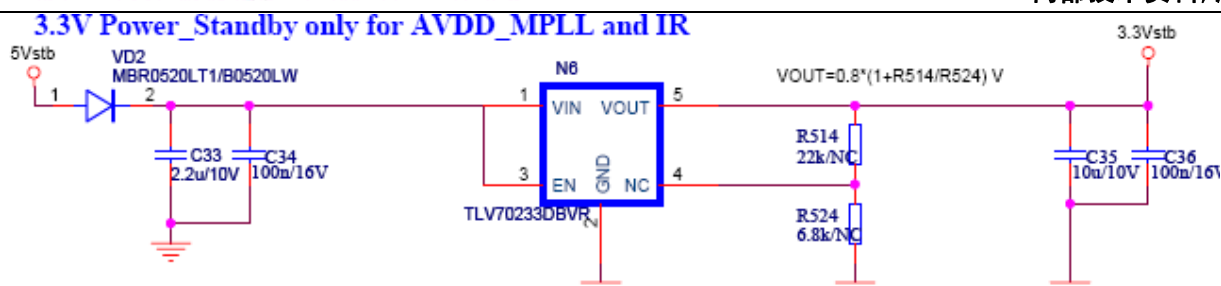 3.3V Power_Standby only for AVDD_MPLL and IR
5Vstb
VD2
MBR0520LT1/B0520LW
1
2
C33
2.2u/10V
C34
100n/16V
N6
1
VIN
VOUT
5
3
EN
GND
NC
4
2
TLV70233DBVR
VOUT=0.8*(1+R514/R524) V
R514
22k/NC
R524
6.8k/NC
3.3Vstb
C35
10u/10V
C36
100n/16V